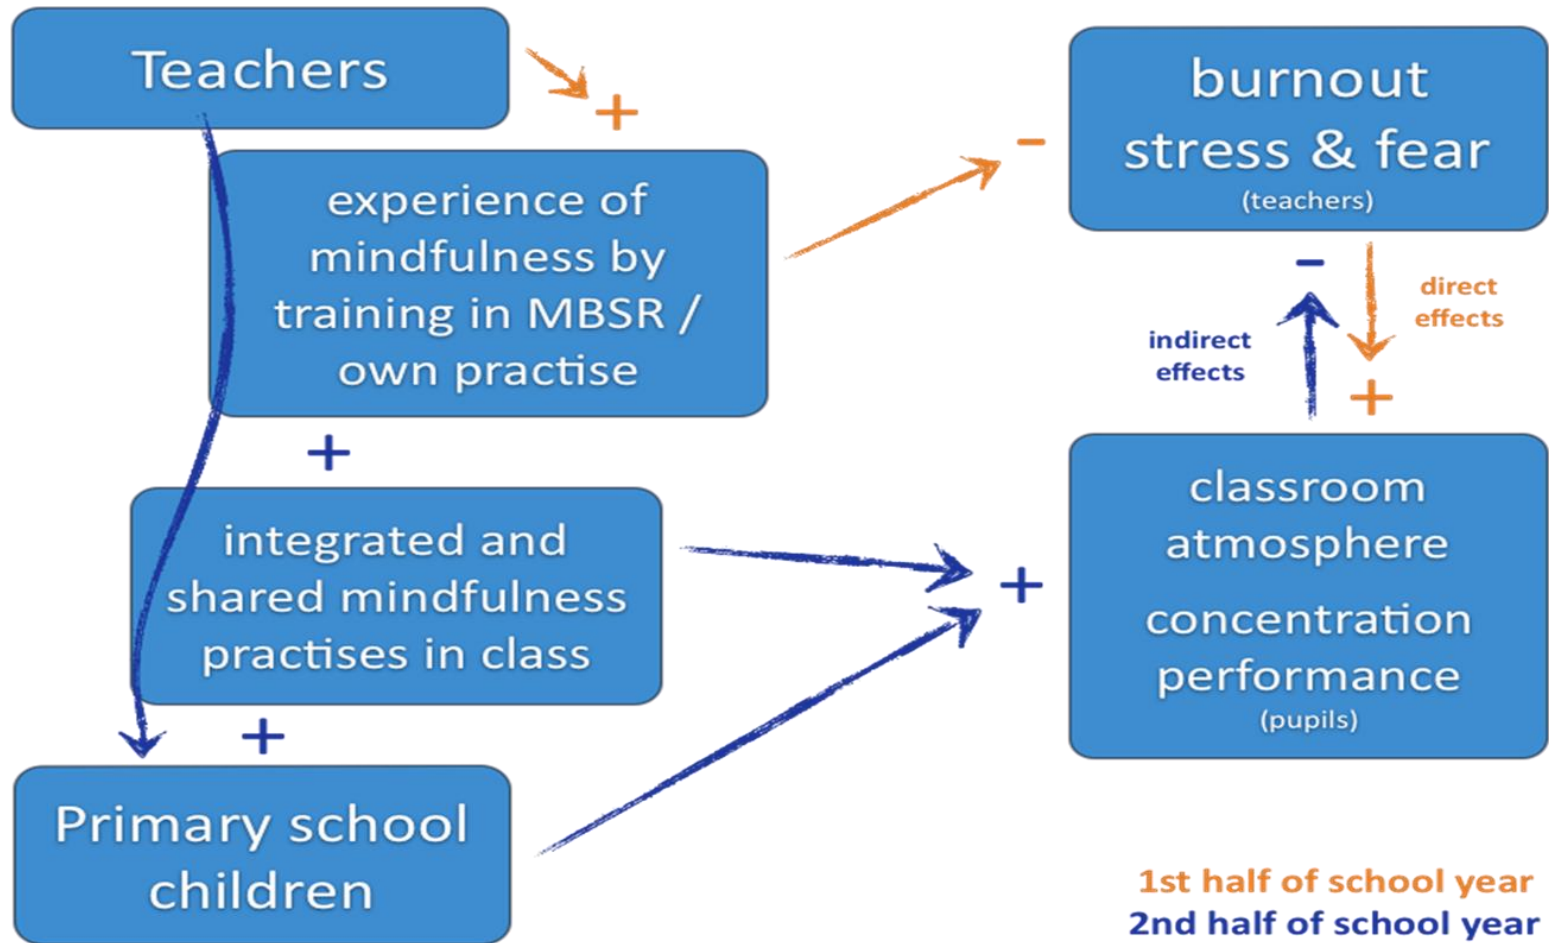 Teachers
+
experience of
mindfulness by
training in MBSR /
own practise
+
integrated and
shared mindfulness
practises in class
+
Primary school
children
-
burnout
stress & fear
(teachers)
-
indirect
effects
direct
effects
+
+
classroom
atmosphere
concentration
performance
(pupils)
1st half of school year
2nd half of school year